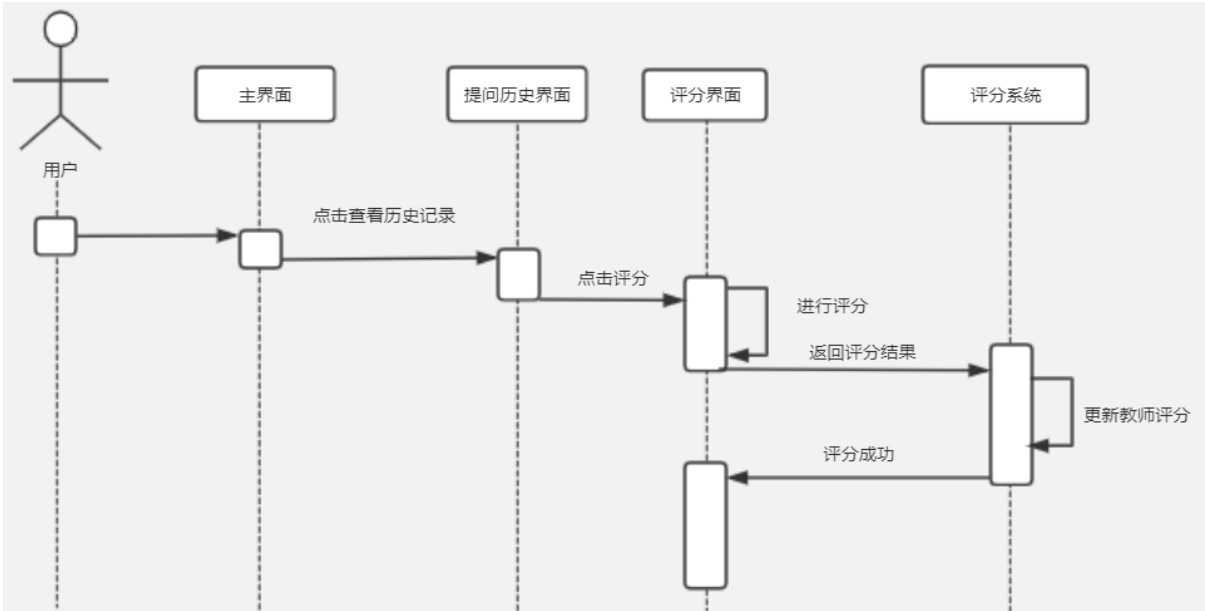 主界面
提问历史界面
评分界面
评分系统
用户
点击查看历史记录
点击评分
进行评分
返回评分结果
更新教师评分
评分成功